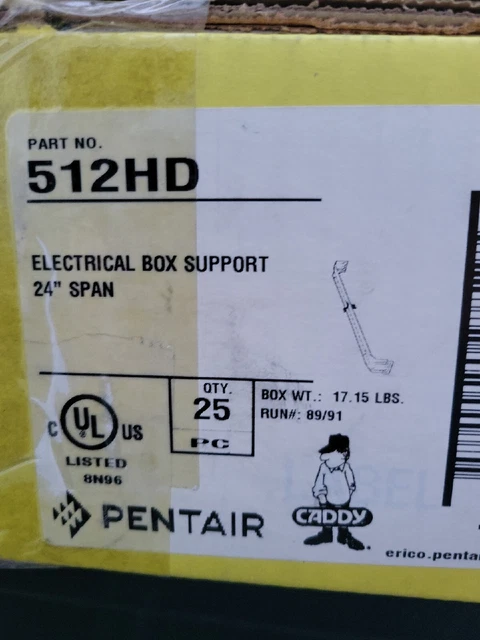 PART NO.
512HD
ELECTRICAL BOX SUPPORT
24" SPAN
QTY.
25
PC
BOX WT.: 17.15 LBS.
RUN#: 89/91
C UL US
LISTED
8N96
PENTAIR
CADDY
erico.penta